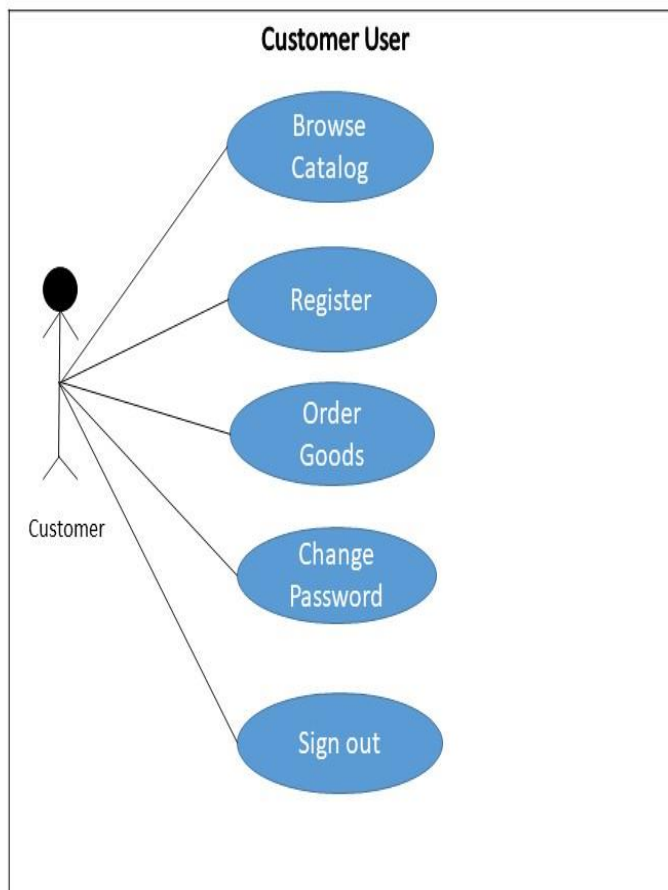 Customer User
Browse
Catalog
Register
Order
Goods
Customer
Change
Password
Sign out